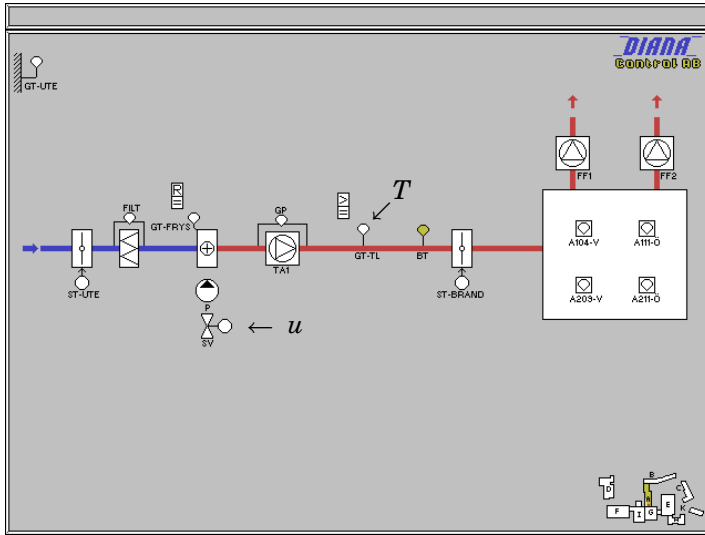 DIANA
Control AB
GT-UTE
FF1
FF2
R
FILT
GT-FRYS
GP
T
GT-TL
BT
TA1
ST-UTE
ST-BRAND
P
SV
← u
A104-V
A111-Ö
A209-V
A211-Ö
B
D
C
A
E
K
F
I
G